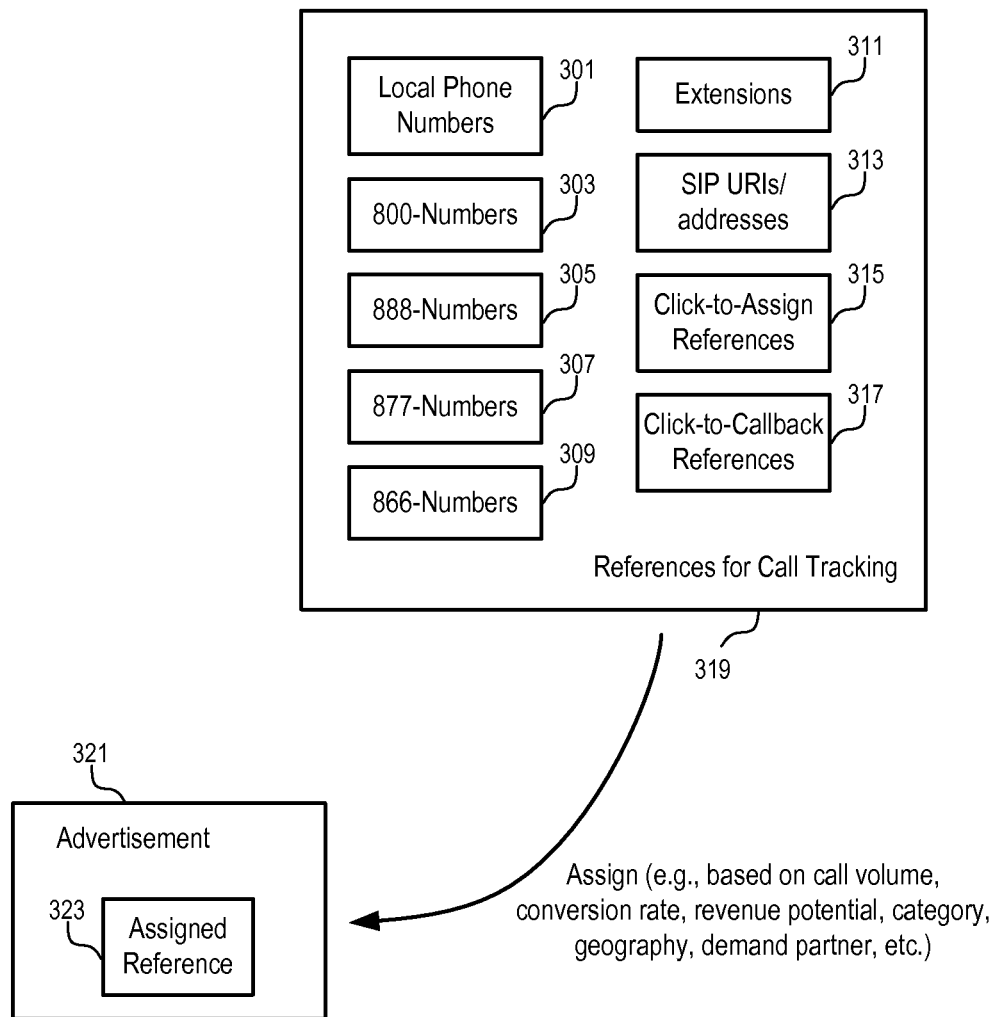 Local Phone
Numbers
301
800-Numbers
303
888-Numbers
305
877-Numbers
307
866-Numbers
309
Extensions
311
SIP URIs/
addresses
313
Click-to-Assign
References
315
Click-to-Callback
References
317
References for Call Tracking
319
321
Advertisement
323
Assigned
Reference
Assign (e.g., based on call volume,
conversion rate, revenue potential, category,
geography, demand partner, etc.)